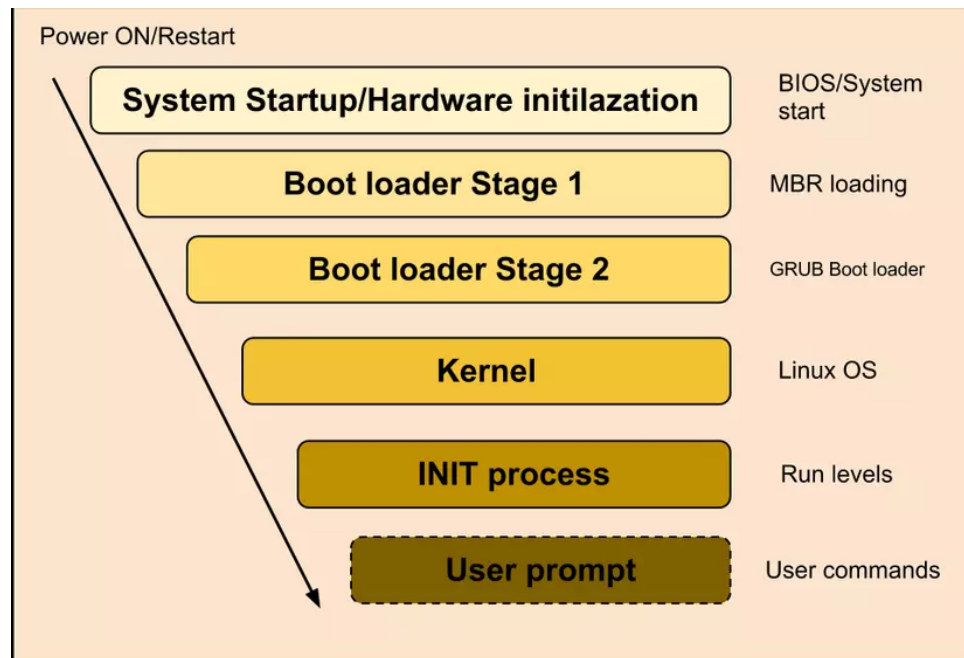 Power ON/Restart
System Startup/Hardware initilazation
BIOS/System
start
Boot loader Stage 1
MBR loading
Boot loader Stage 2
GRUB Boot loader
Kernel
Linux OS
INIT process
Run levels
User prompt
User commands